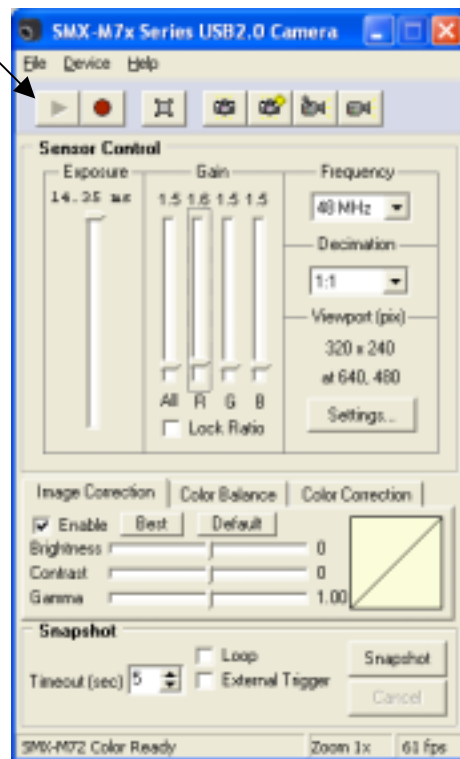 SMX-M7x Series USB2.0 Camera
File Device Help
Sensor Control
Exposure Gain Frequency
14.35 ms 1.5 1.6 1.5 1.5 48 MHz
Decimation
1:1
Viewport (pix)
320 x 240
at 640, 480
All R G B
Lock Ratio Settings...
Image Correction Color Balance Color Correction
Enable Best Default
Brightness 0
Contrast 0
Gamma 1.00
Snapshot
Loop Snapshot
Timeout (sec) 5 External Trigger
Cancel
SMX-M72 Color Ready Zoom 1x 61 fps